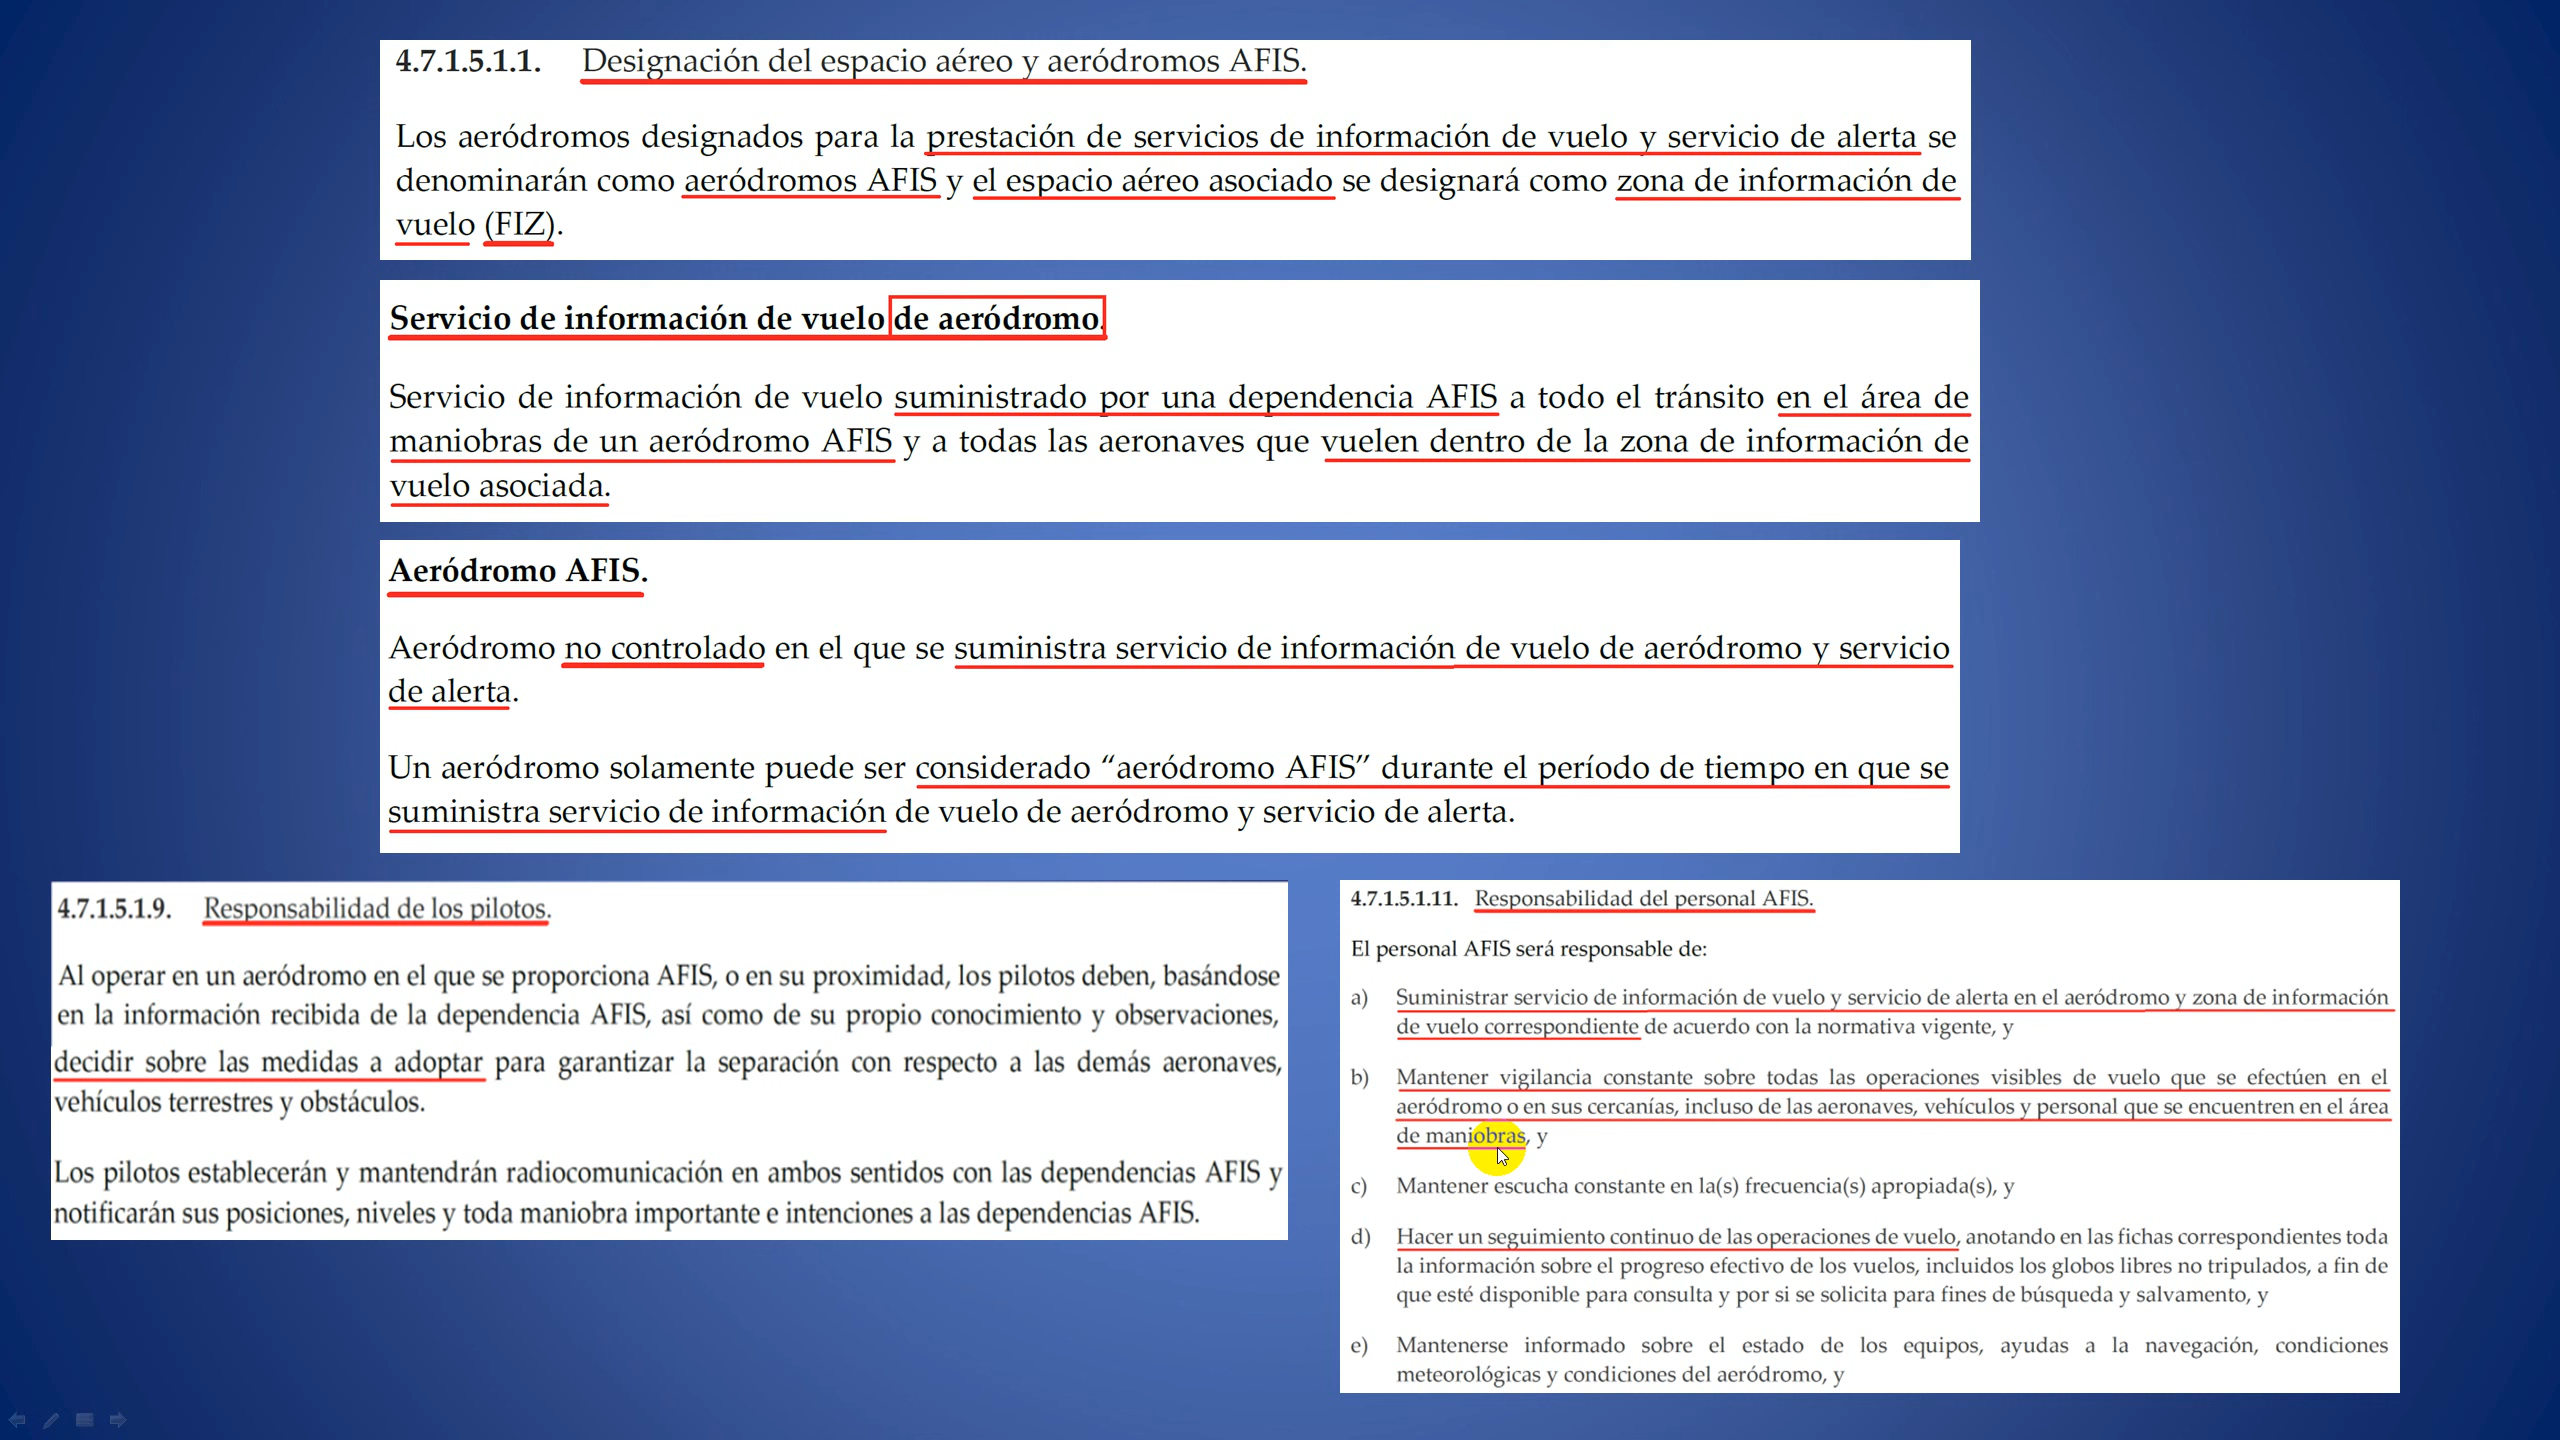 4.7.1.5.1.1. Designación del espacio aéreo y aeródromos AFIS.
Los aeródromos designados para la prestación de servicios de información de vuelo y servicio de alerta se
denominarán como aeródromos AFIS y el espacio aéreo asociado se designará como zona de información de
vuelo (FIZ).
Servicio de información de vuelo de aeródromo.
Servicio de información de vuelo suministrado por una dependencia AFIS a todo el tránsito en el área de
maniobras de un aeródromo AFIS y a todas las aeronaves que vuelen dentro de la zona de información de
vuelo asociada.
Aeródromo AFIS.
Aeródromo no controlado en el que se suministra servicio de información de vuelo de aeródromo y servicio
de alerta.
Un aeródromo solamente puede ser considerado “aeródromo AFIS” durante el período de tiempo en que se
suministra servicio de información de vuelo de aeródromo y servicio de alerta.
4.7.1.5.1.9. Responsabilidad de los pilotos.
Al operar en un aeródromo en el que se proporciona AFIS, o en su proximidad, los pilotos deben, basándose
en la información recibida de la dependencia AFIS, así como de su propio conocimiento y observaciones,
decidir sobre las medidas a adoptar para garantizar la separación con respecto a las demás aeronaves,
vehículos terrestres y obstáculos.
Los pilotos establecerán y mantendrán radiocomunicación en ambos sentidos con las dependencias AFIS y
notificarán sus posiciones, niveles y toda maniobra importante e intenciones a las dependencias AFIS.
4.7.1.5.1.11. Responsabilidad del personal AFIS.
El personal AFIS será responsable de:
a) Suministrar servicio de información de vuelo y servicio de alerta en el aeródromo y zona de información
de vuelo correspondiente de acuerdo con la normativa vigente, y
b) Mantener vigilancia constante sobre todas las operaciones visibles de vuelo que se efectúen en el
aeródromo o en sus cercanías, incluso de las aeronaves, vehículos y personal que se encuentren en el área
de maniobras, y
c) Mantener escucha constante en la(s) frecuencia(s) apropiada(s), y
d) Hacer un seguimiento continuo de las operaciones de vuelo, anotando en las fichas correspondientes toda
la información sobre el progreso efectivo de los vuelos, incluidos los globos libres no tripulados, a fin de
que esté disponible para consulta y por si se solicita para fines de búsqueda y salvamento, y
e) Mantenerse informado sobre el estado de los equipos, ayudas a la navegación, condiciones
meteorológicas y condiciones del aeródromo, y